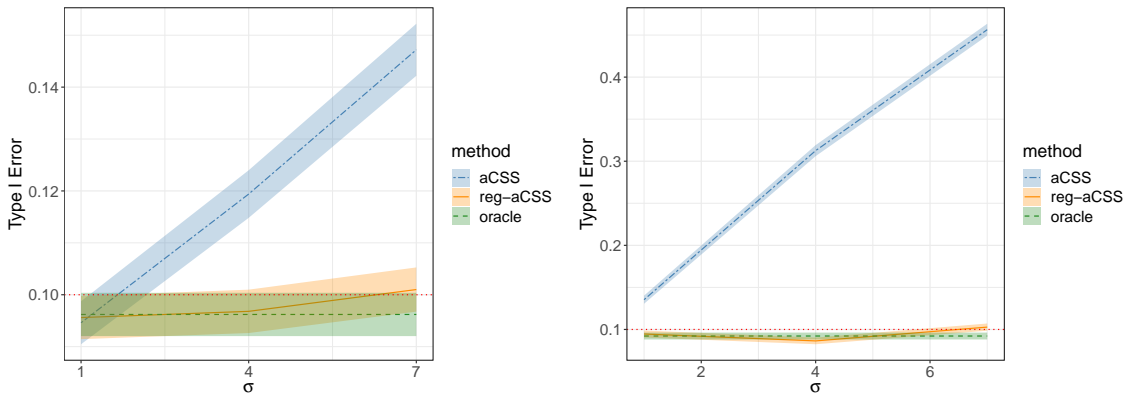 Type I Error
0.14
0.12
0.10
1
4
7
σ
method
aCSS
reg−aCSS
oracle
Type I Error
0.4
0.3
0.2
0.1
2
4
6
σ
method
aCSS
reg−aCSS
oracle